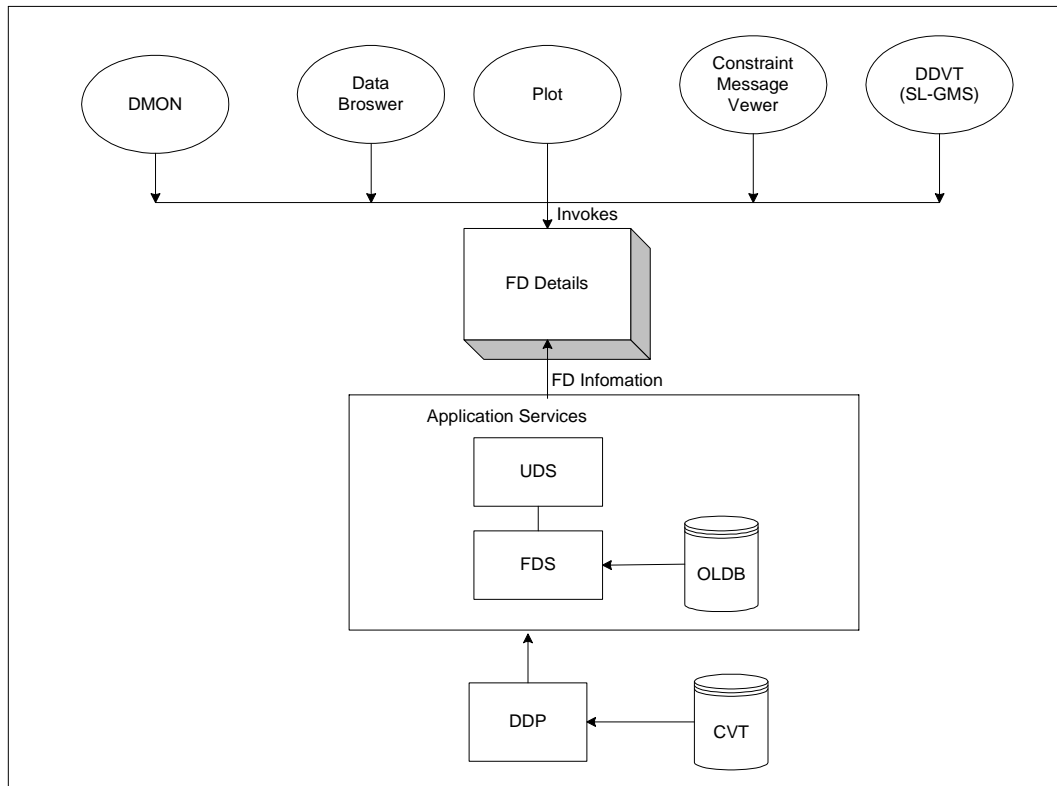 DMON
Data
Broswer
Plot
Constraint
Message
Vewer
DDVT
(SL-GMS)
Invokes
FD Details
FD Infomation
Application Services
UDS
FDS
OLDB
DDP
CVT